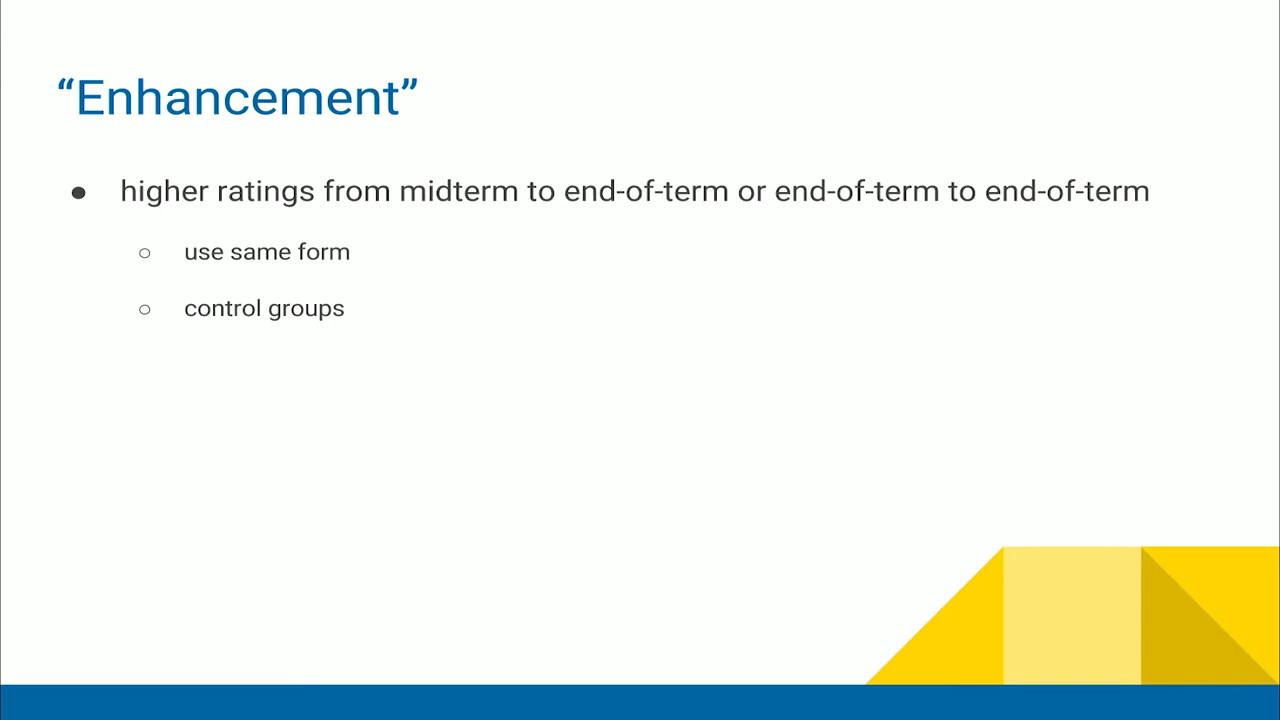 “Enhancement”
● higher ratings from midterm to end-of-term or end-of-term to end-of-term
○ use same form
○ control groups